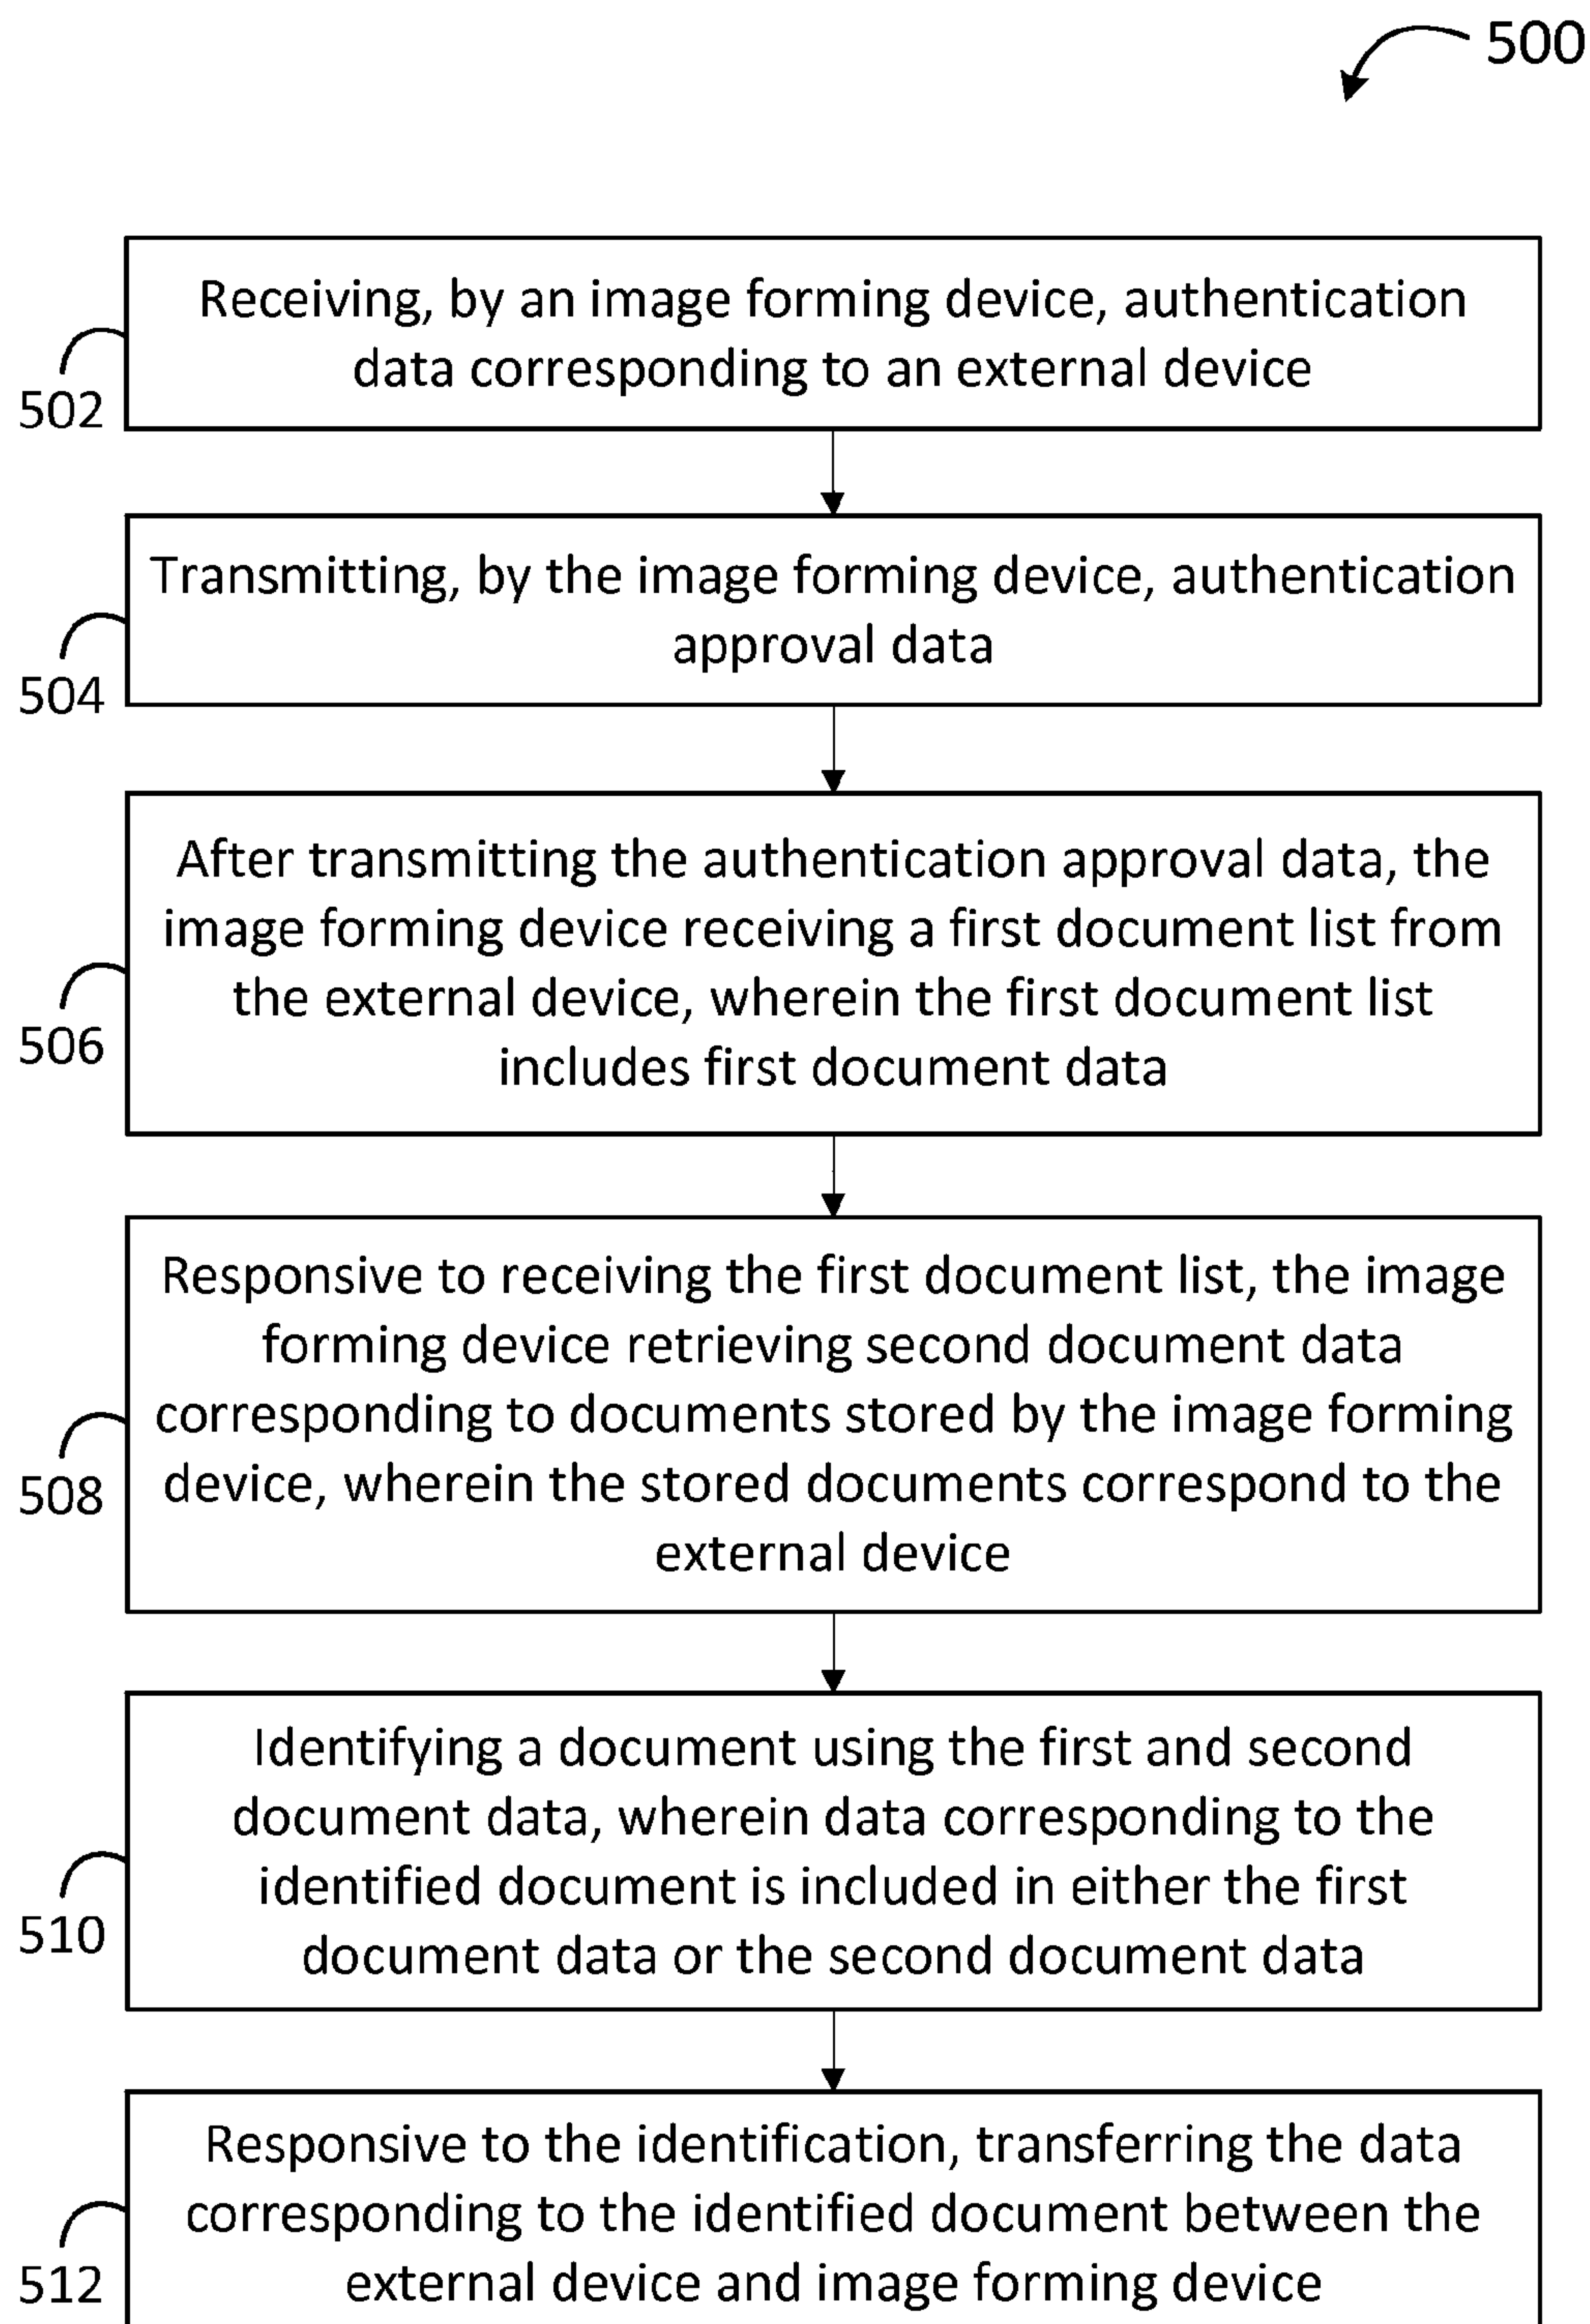 500
Receiving, by an image forming device, authentication
data corresponding to an external device
502
Transmitting, by the image forming device, authentication
approval data
504
After transmitting the authentication approval data, the
image forming device receiving a first document list from
the external device, wherein the first document list
includes first document data
506
Responsive to receiving the first document list, the image
forming device retrieving second document data
corresponding to documents stored by the image forming
device, wherein the stored documents correspond to the
external device
508
Identifying a document using the first and second
document data, wherein data corresponding to the
identified document is included in either the first
document data or the second document data
510
Responsive to the identification, transferring the data
corresponding to the identified document between the
external device and image forming device
512